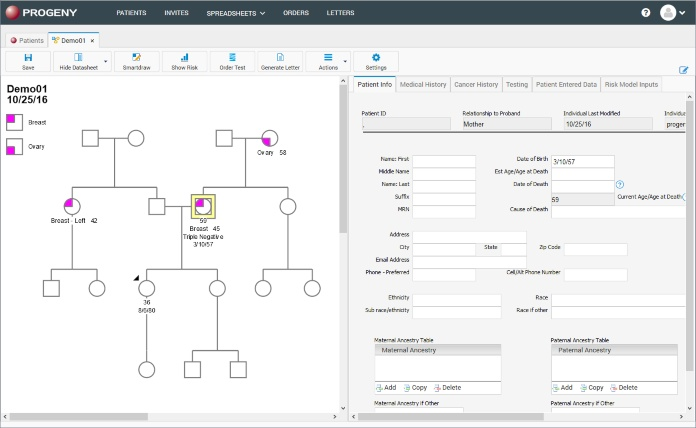 PROGENY PATIENTS INVITES SPREADSHEETS ORDERS LETTERS ?
Patients Demo01 ×
Save Hide Datasheet Smartdraw Show Risk Order Test Generate Letter Actions Settings
Demo01
10/25/16
Breast
Ovary
Ovary 58
Breast - Left 42
59
Breast 45
Triple Negative
3/10/57
36
8/6/80
Patient Info Medical History Cancer History Testing Patient Entered Data Risk Model Inputs
Patient ID Relationship to Proband Individual Last Modified Individu
Mother 10/25/16 proger
Name: First Date of Birth 3/10/57
Middle Name Est Age/Age at Death
Name: Last Date of Death ?
Suffix 59 Current Age/Age at Death
MRN Cause of Death
Address
City State Zip Code
Email Address
Phone - Preferred Cell/Alt Phone Number
Ethnicity Race
Sub race/ethnicity Race if other
Maternal Ancestry Table Paternal Ancestry Table
Maternal Ancestry Paternal Ancestry
Add Copy Delete Add Copy Delete
Maternal Ancestry if Other Paternal Ancestry if Other